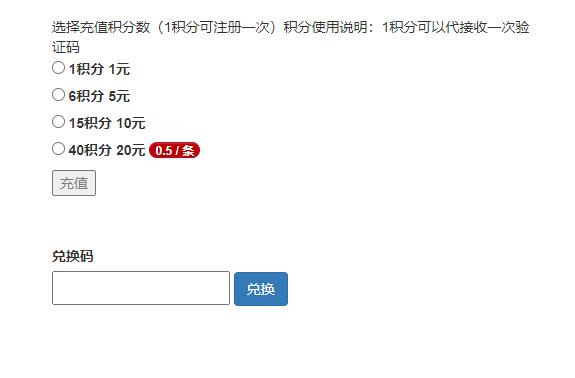 选择充值积分数（1积分可注册一次）积分使用说明：1积分可以代接收一次验
证码
1积分 1元
6积分 5元
15积分 10元
40积分 20元 0.5 / 条
充值
兑换码
兑换